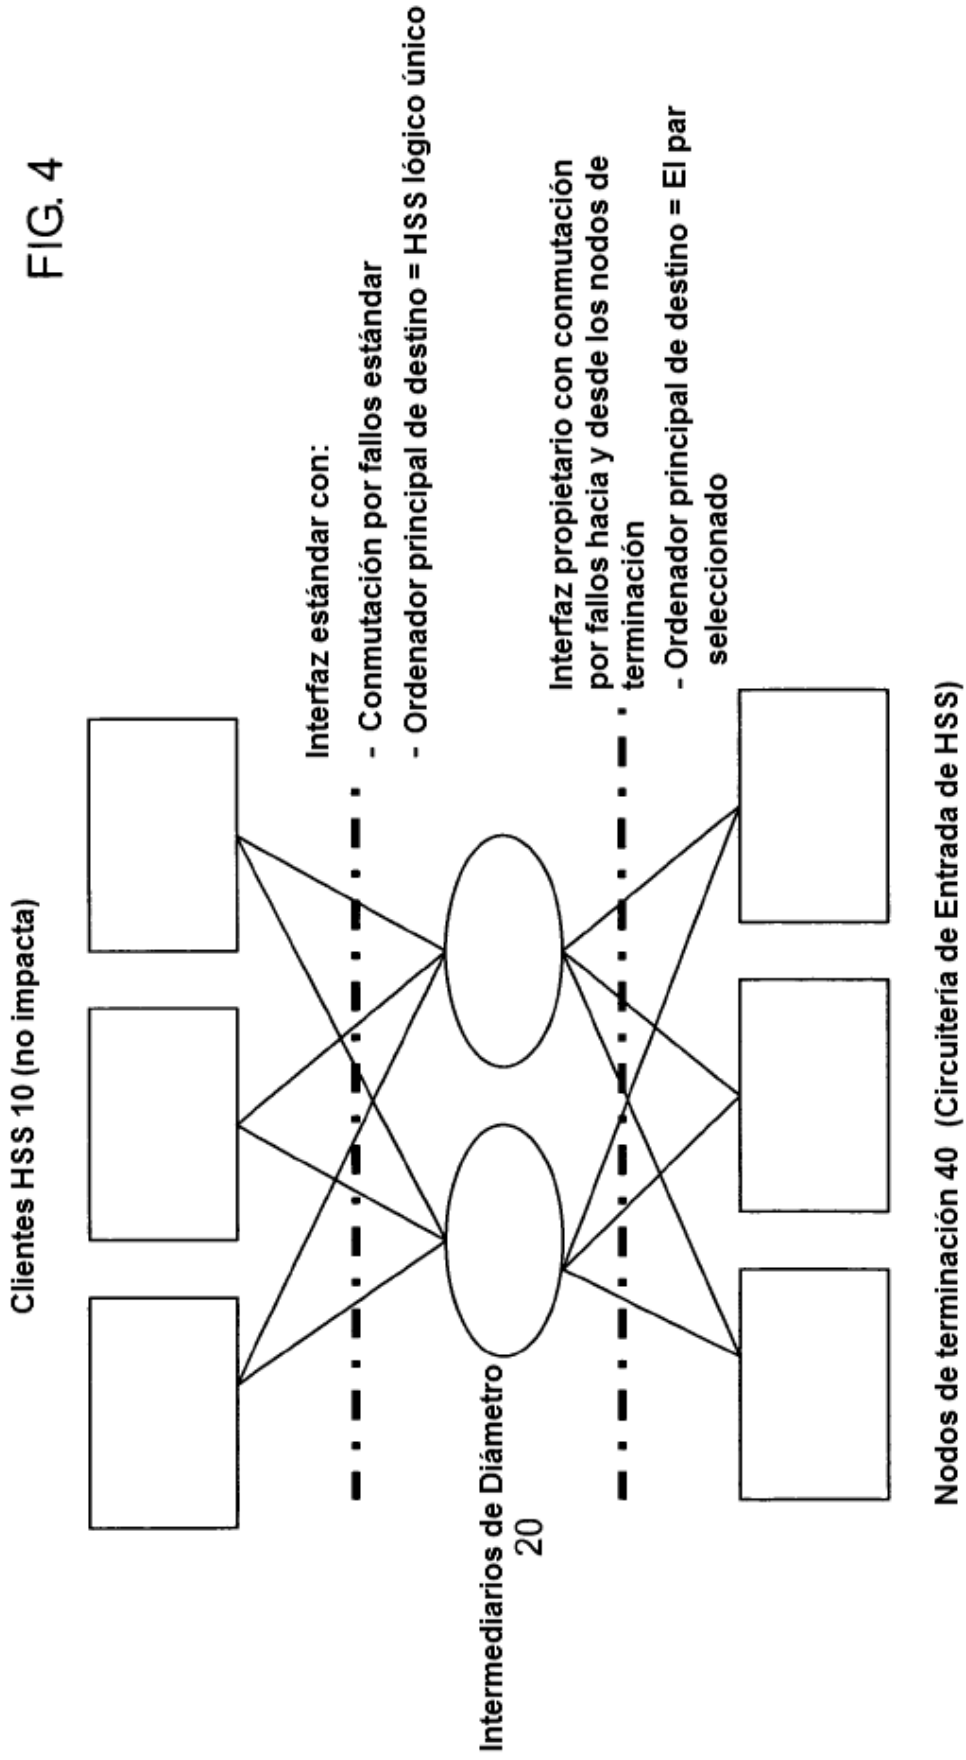 FIG. 4
Clientes HSS 10 (no impacta)
Interfaz estándar con:
- Conmutación por fallos estándar
- Ordenador principal de destino = HSS lógico único
Intermediarios de Diámetro
20
Interfaz propietario con conmutación
por fallos hacia y desde los nodos de
terminación
- Ordenador principal de destino = El par
seleccionado
Nodos de terminación 40 (Circuitería de Entrada de HSS)